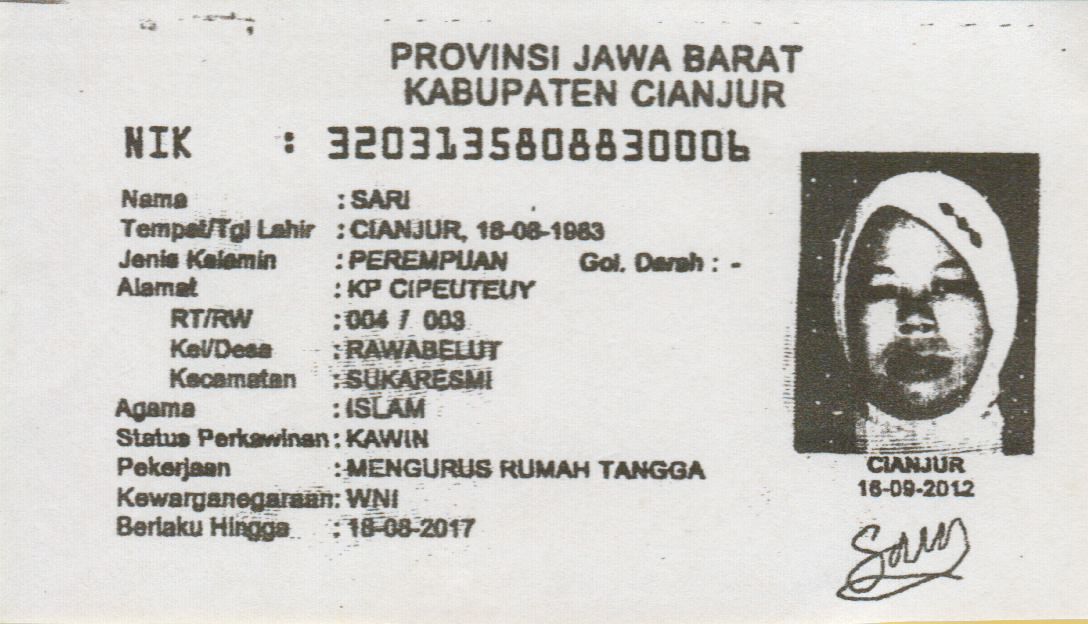 PROVINSI JAWA BARAT
KABUPATEN CIANJUR
NIK : 3203135808830006
Nama : SARI
Tempat/Tgl Lahir : CIANJUR, 18-08-1983
Jenis Kelamin : PEREMPUAN Gol. Darah : -
Alamat : KP CIPEUTEUY
RT/RW : 004 / 003
Kel/Desa : RAWABELUT
Kecamatan : SUKARESMI
Agama : ISLAM
Status Perkawinan : KAWIN
Pekerjaan : MENGURUS RUMAH TANGGA
Kewarganegaraan: WNI
Berlaku Hingga : 18-08-2017
CIANJUR
18-09-2012
Sari